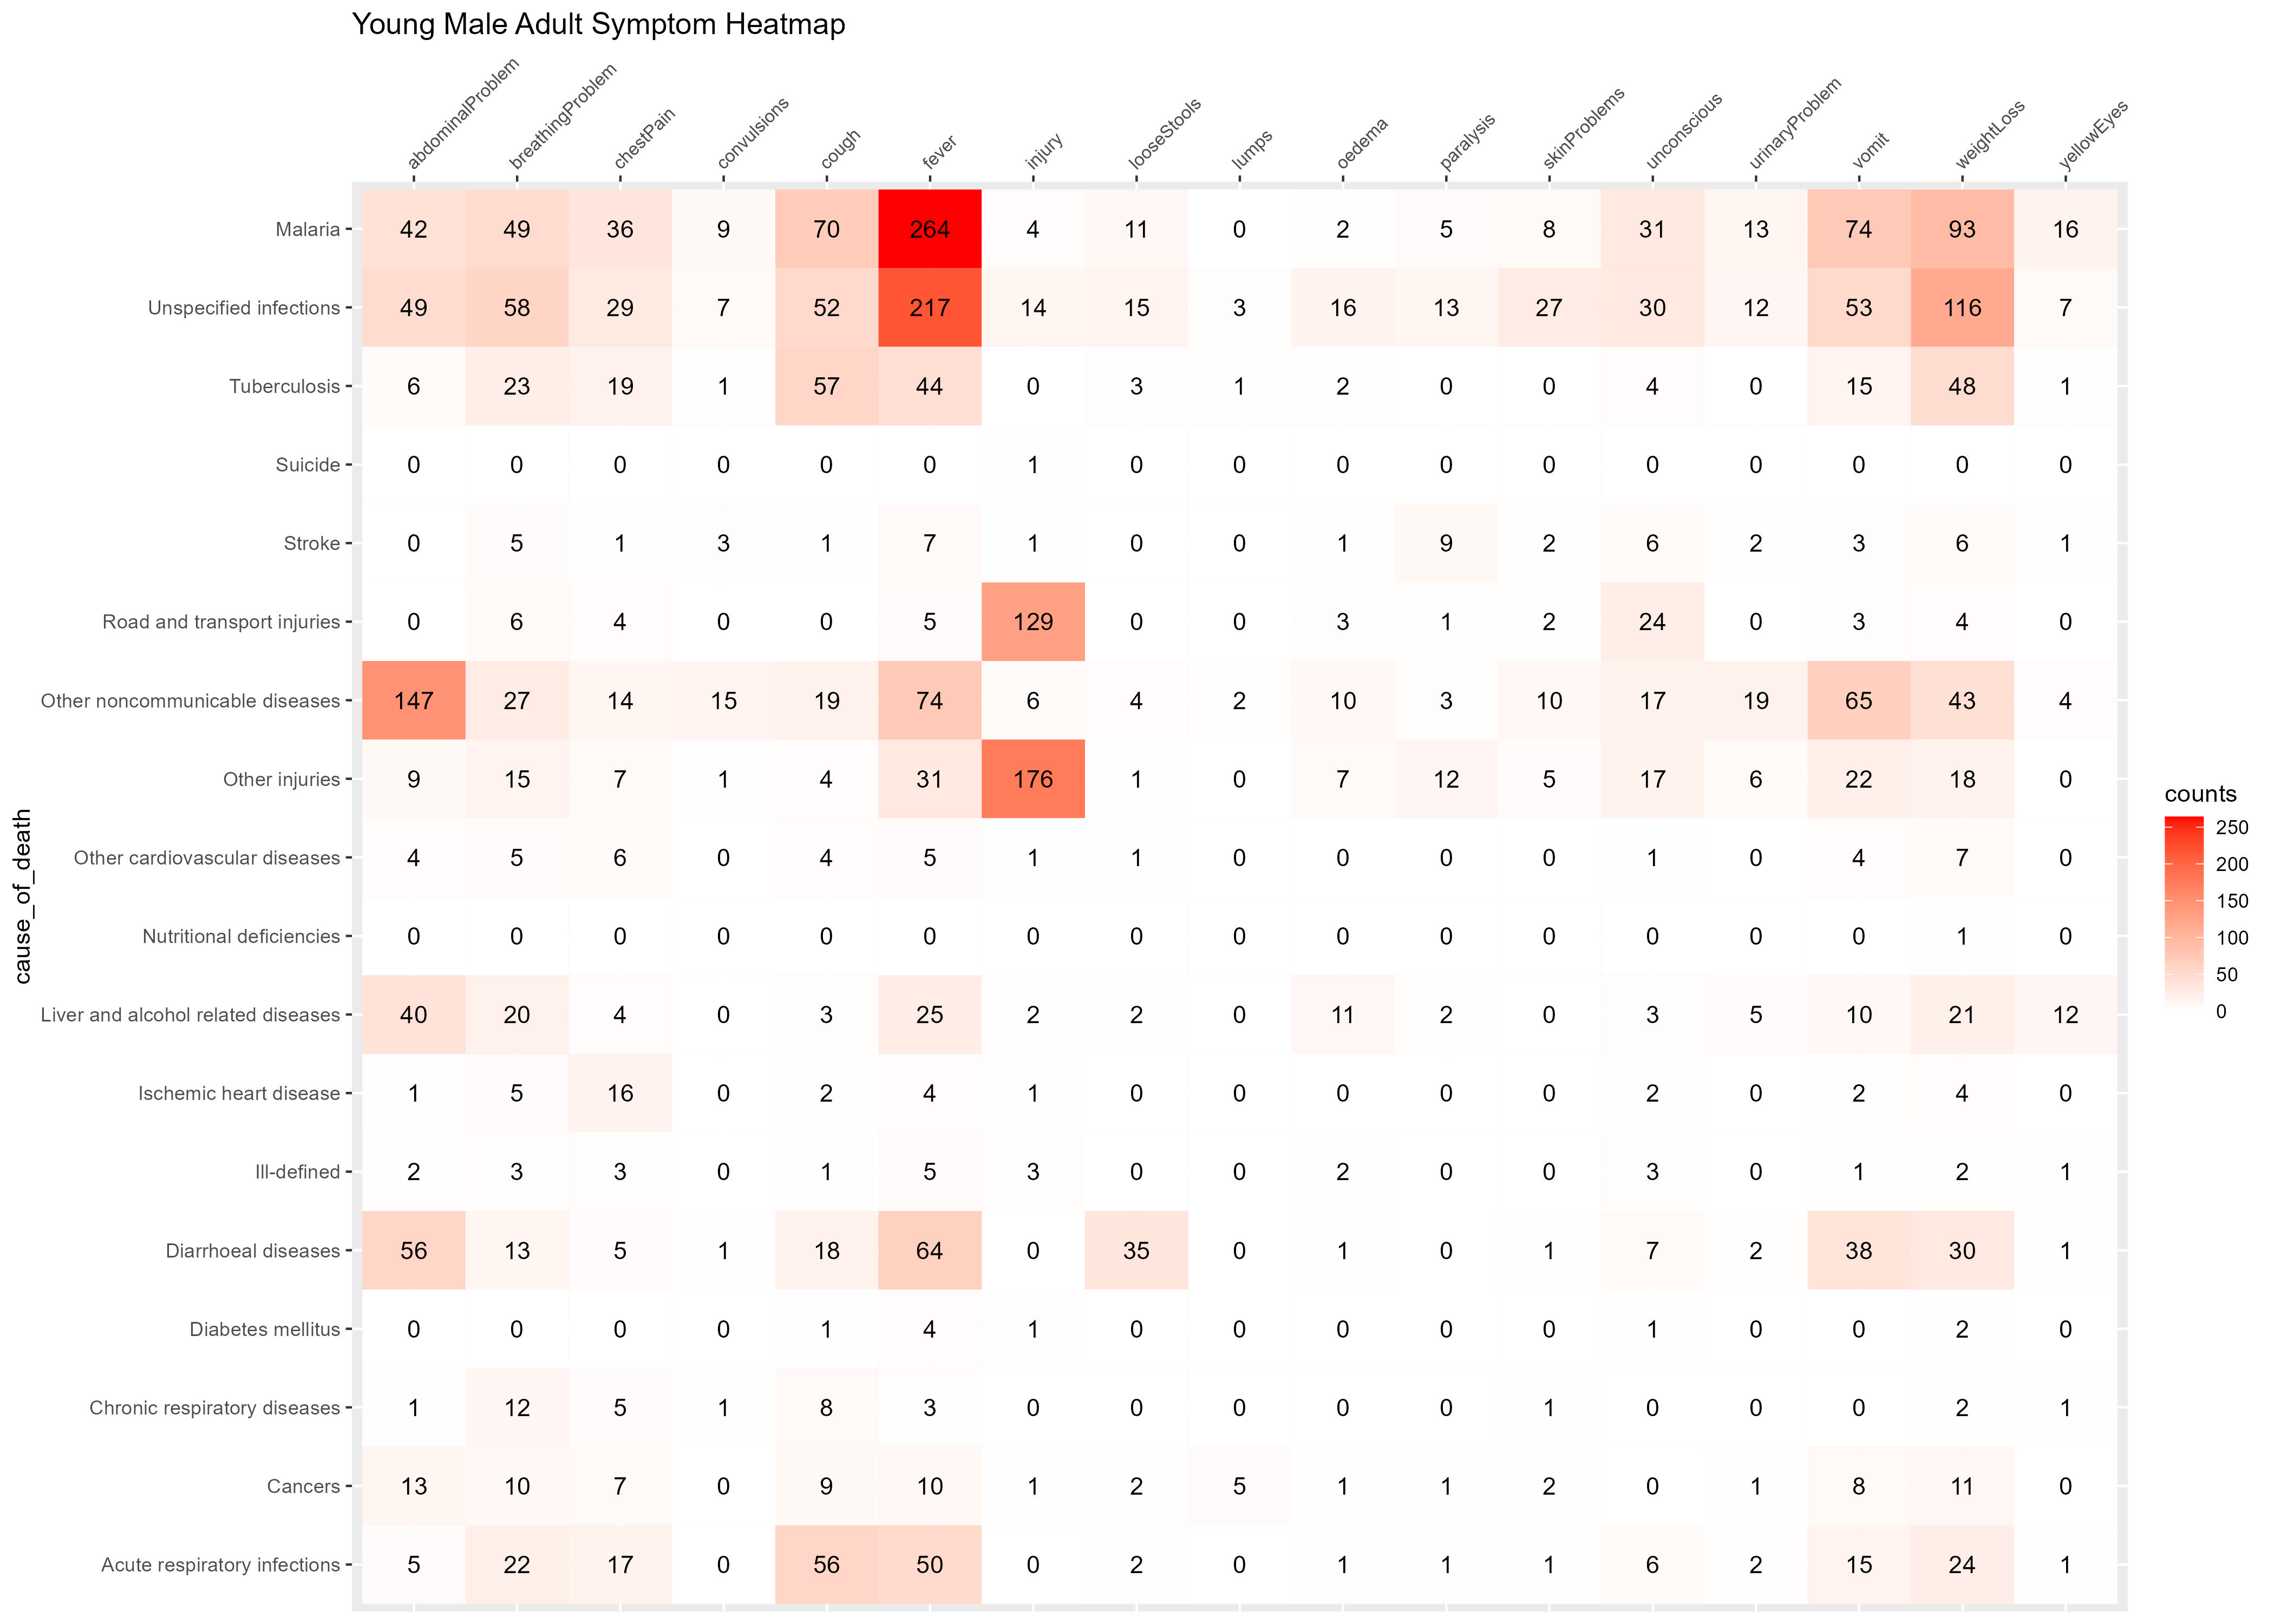 Young Male Adult Symptom Heatmap
abdominalProblem breathingProblem chestPain convulsions cough fever injury looseStools lumps oedema paralysis skinProblems unconscious urinaryProblem vomit weightLoss yellowEyes
Malaria 42 49 36 9 70 264 4 11 0 2 5 8 31 13 74 93 16
Unspecified infections 49 58 29 7 52 217 14 15 3 16 13 27 30 12 53 116 7
Tuberculosis 6 23 19 1 57 44 0 3 1 2 0 0 4 0 15 48 1
Suicide 0 0 0 0 0 0 1 0 0 0 0 0 0 0 0 0 0
Stroke 0 5 1 3 1 7 1 0 0 1 9 2 6 2 3 6 1
Road and transport injuries 0 6 4 0 0 5 129 0 0 3 1 2 24 0 3 4 0
Other noncommunicable diseases 147 27 14 15 19 74 6 4 2 10 3 10 17 19 65 43 4
Other injuries 9 15 7 1 4 31 176 1 0 7 12 5 17 6 22 18 0
Other cardiovascular diseases 4 5 6 0 4 5 1 1 0 0 0 0 1 0 4 7 0
Nutritional deficiencies 0 0 0 0 0 0 0 0 0 0 0 0 0 0 0 1 0
Liver and alcohol related diseases 40 20 4 0 3 25 2 2 0 11 2 0 3 5 10 21 12
Ischemic heart disease 1 5 16 0 2 4 1 0 0 0 0 0 2 0 2 4 0
Ill-defined 2 3 3 0 1 5 3 0 0 2 0 0 3 0 1 2 1
Diarrhoeal diseases 56 13 5 1 18 64 0 35 0 1 0 1 7 2 38 30 1
Diabetes mellitus 0 0 0 0 1 4 1 0 0 0 0 0 1 0 0 2 0
Chronic respiratory diseases 1 12 5 1 8 3 0 0 0 0 0 1 0 0 0 2 1
Cancers 13 10 7 0 9 10 1 2 5 1 1 2 0 1 8 11 0
Acute respiratory infections 5 22 17 0 56 50 0 2 0 1 1 1 6 2 15 24 1
cause_of_death
counts
250
200
150
100
50
0